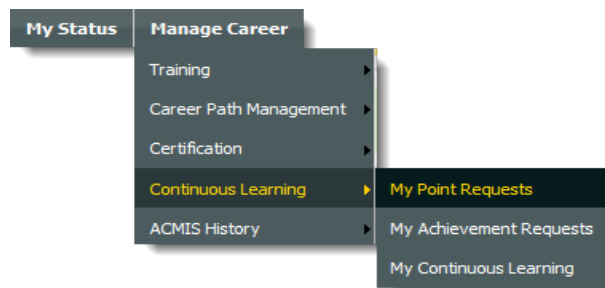 My Status Manage Career
Training
Career Path Management
Certification
Continuous Learning My Point Requests
ACMIS History My Achievement Requests
My Continuous Learning